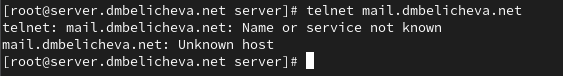 [root@server.dmbelicheva.net server]# telnet mail.dmbelicheva.net
telnet: mail.dmbelicheva.net: Name or service not known
mail.dmbelicheva.net: Unknown host
[root@server.dmbelicheva.net server]#